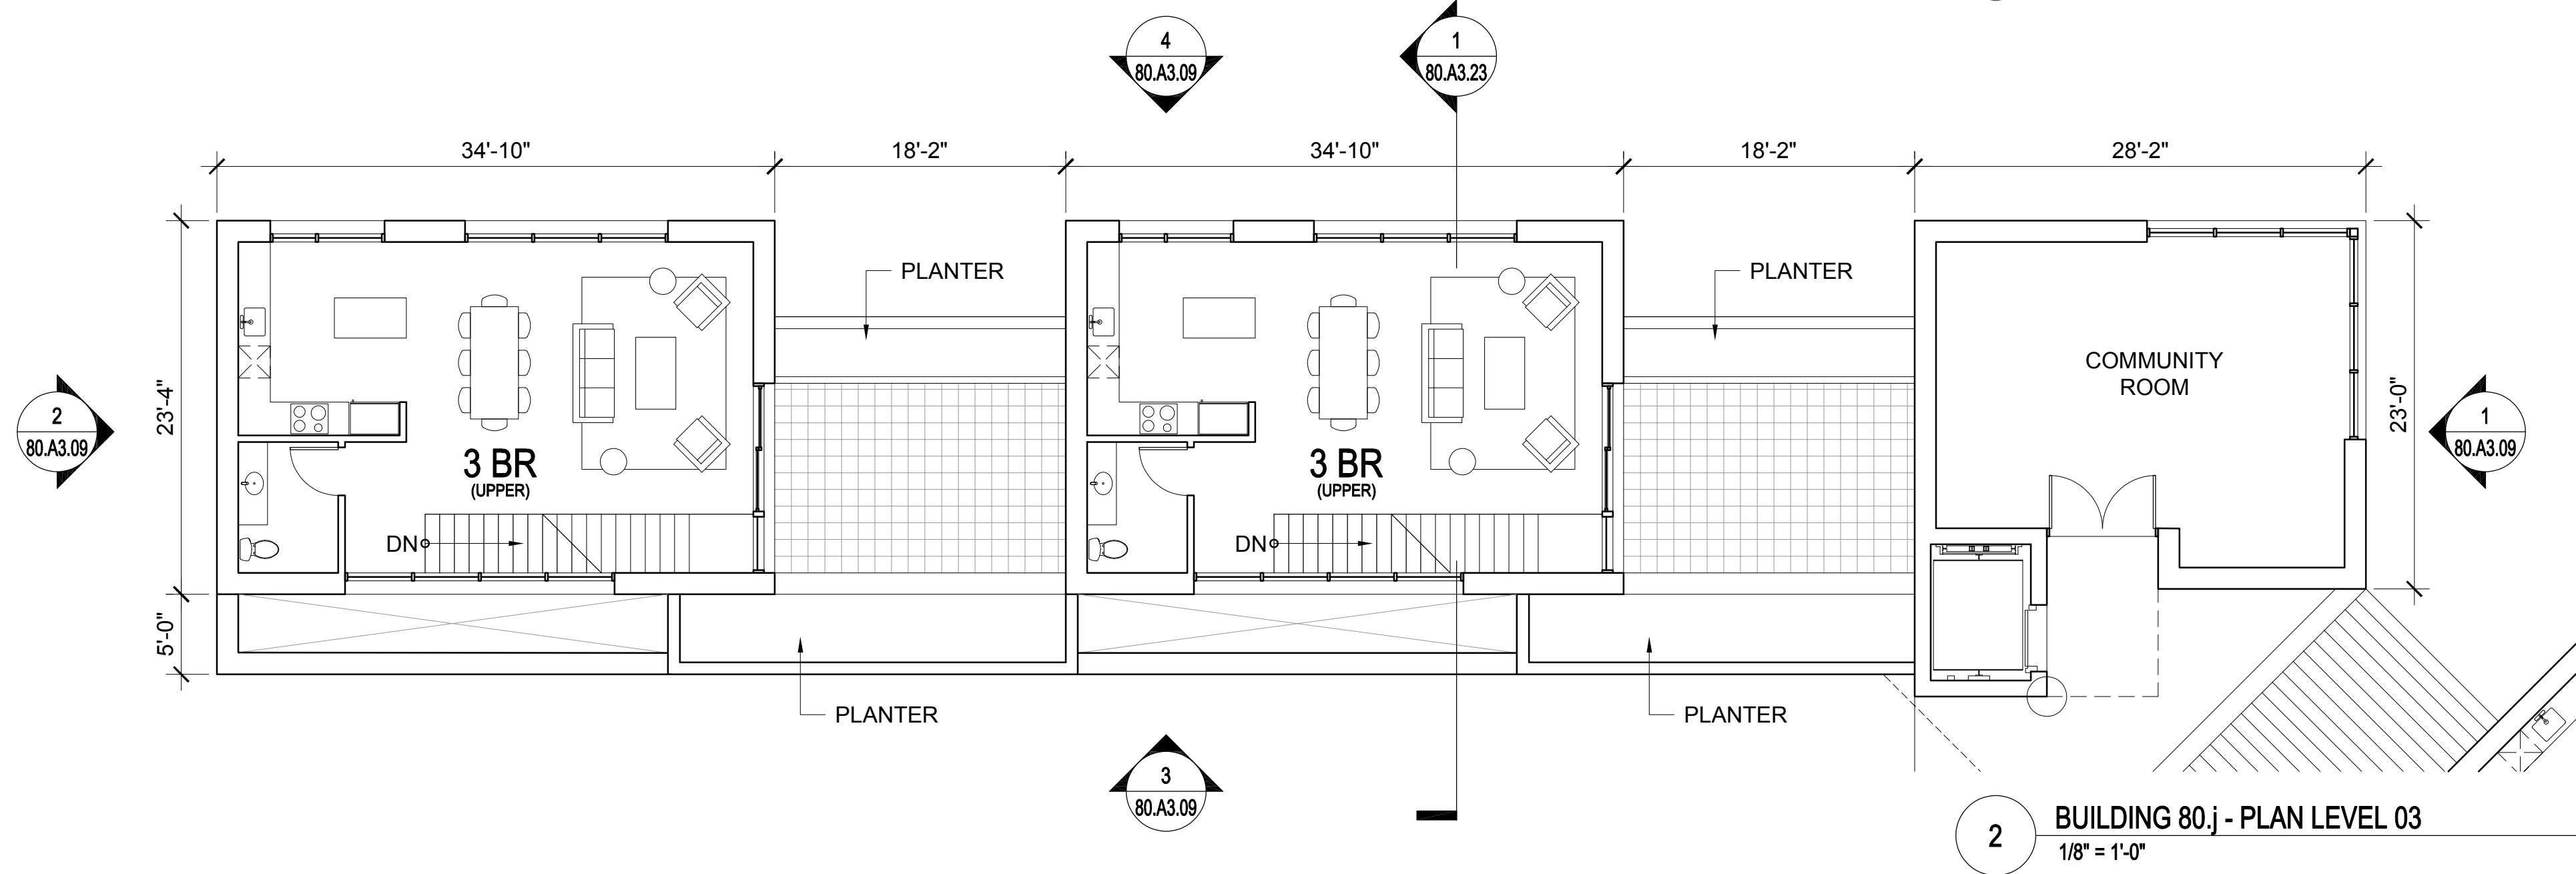 4
80.A3.09
1
80.A3.23
34'-10"
18'-2"
34'-10"
18'-2"
28'-2"
PLANTER
PLANTER
COMMUNITY
ROOM
23'-4"
23'-0"
2
80.A3.09
1
80.A3.09
3 BR
(UPPER)
3 BR
(UPPER)
DN
DN
5'-0"
PLANTER
PLANTER
3
80.A3.09
2
BUILDING 80.j - PLAN LEVEL 03
1/8" = 1'-0"